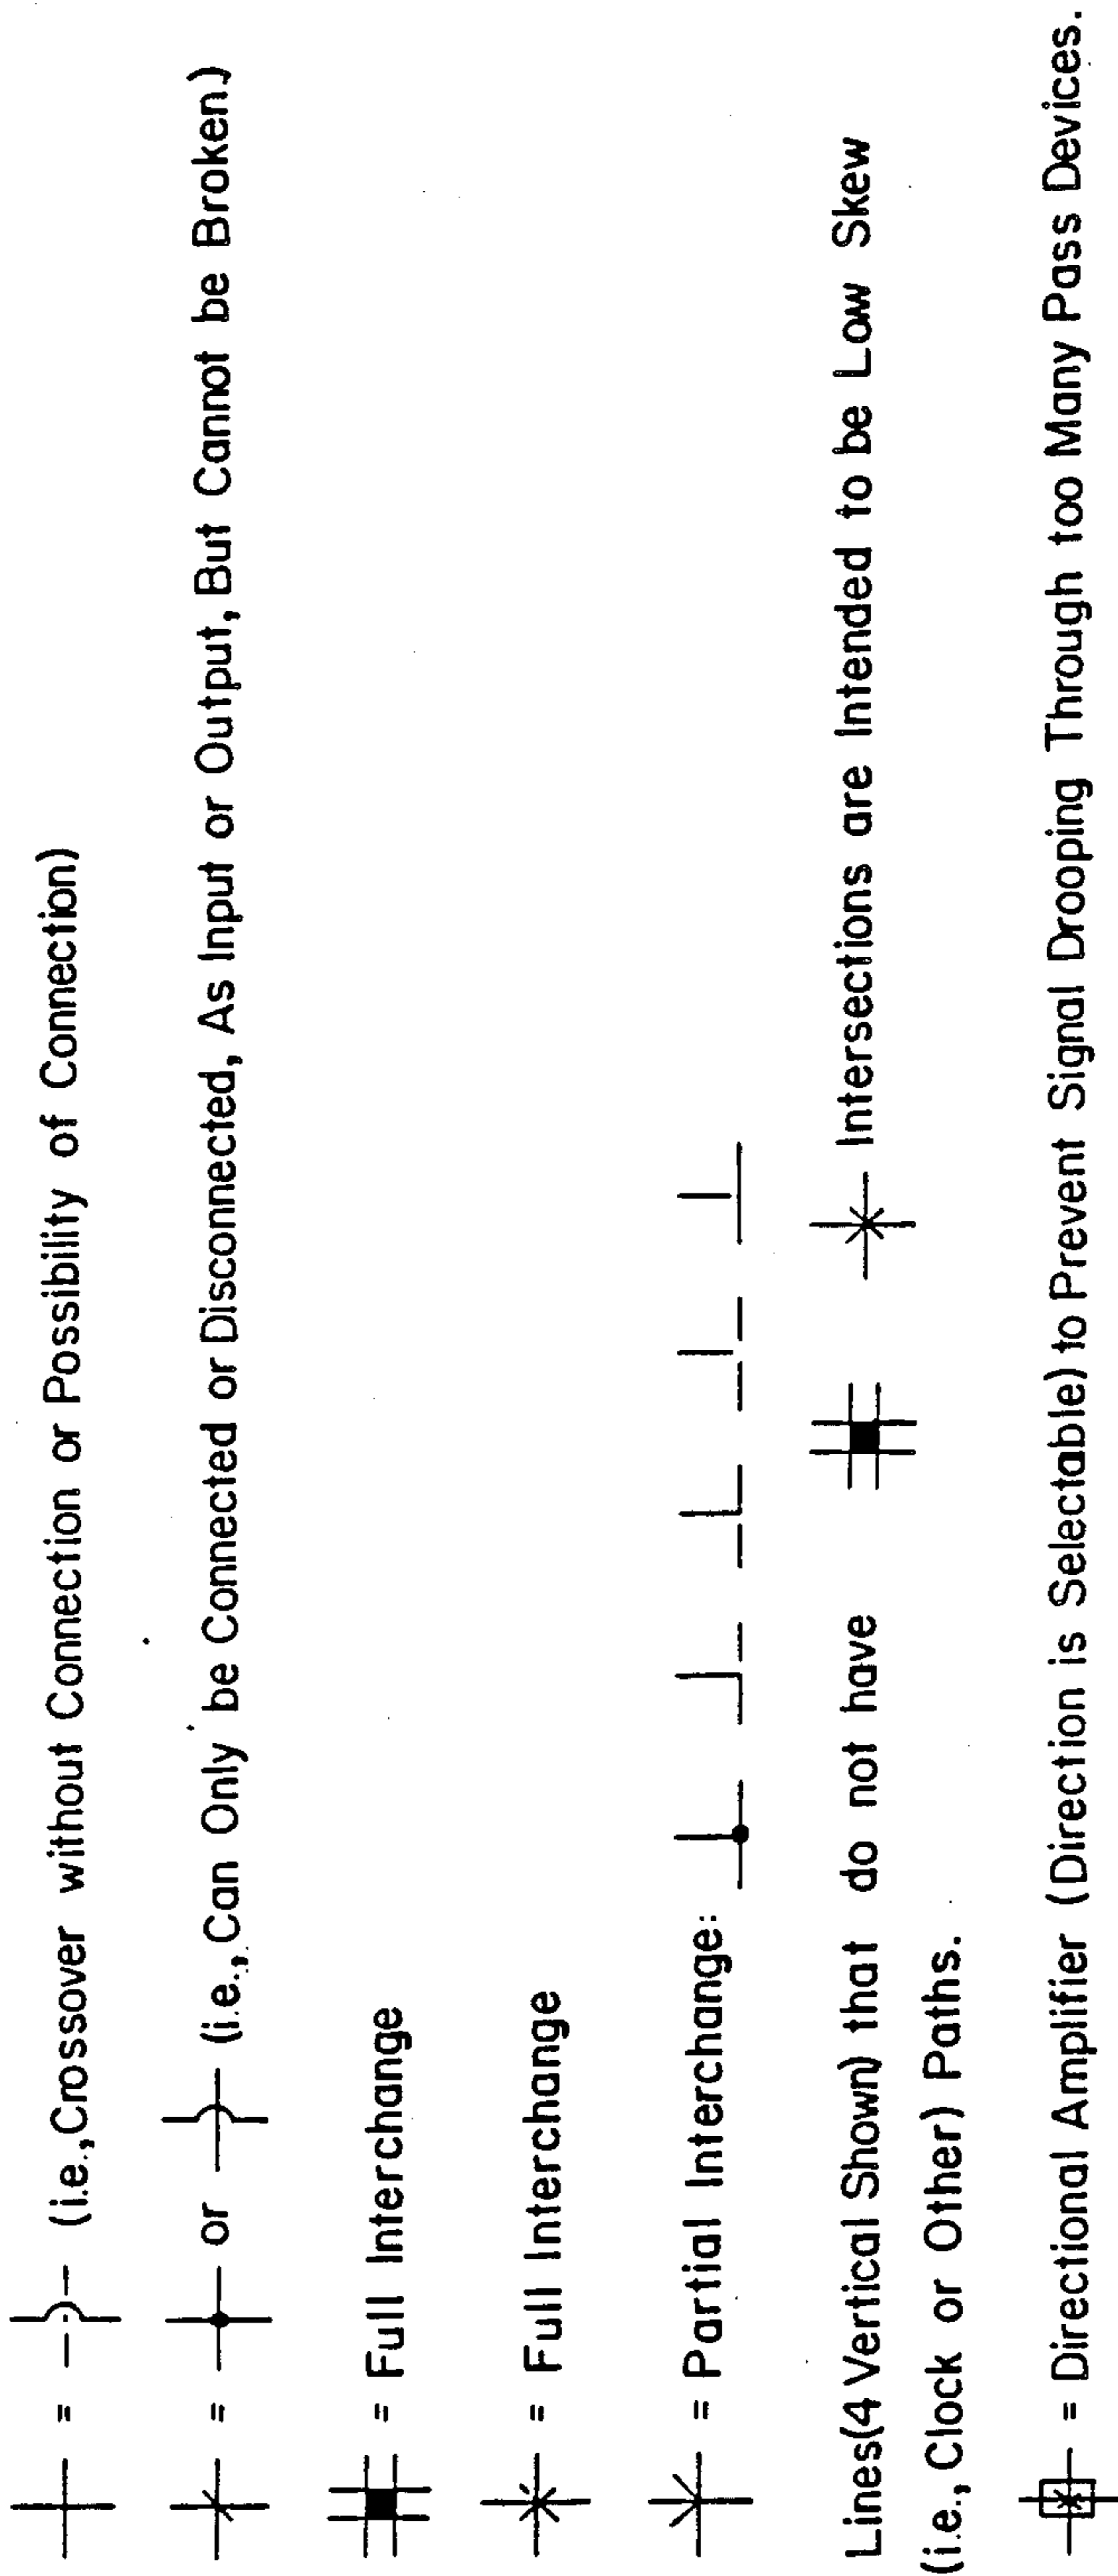 = (i.e., Crossover without Connection or Possibility of Connection)
= or (i.e., Can Only be Connected or Disconnected, As Input or Output, But Cannot be Broken.)
= Full Interchange
= Full Interchange
= Partial Interchange:
Lines (4 Vertical Shown) that do not have Intersections are Intended to be Low Skew
(i.e., Clock or Other) Paths.
= Directional Amplifier (Direction is Selectable) to Prevent Signal Drooping Through too Many Pass Devices.